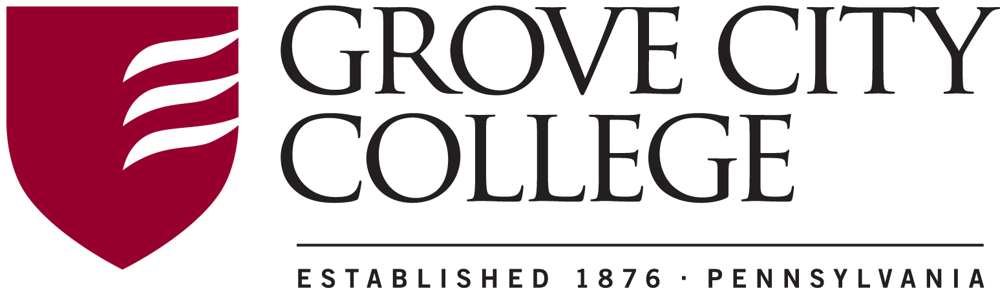 GROVE CITY
COLLEGE
ESTABLISHED 1876 · PENNSYLVANIA